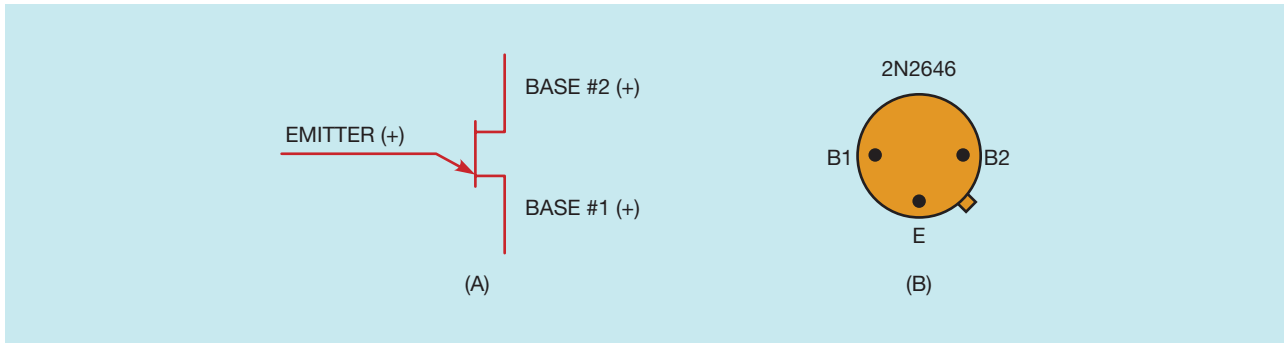 BASE #2 (+)
EMITTER (+)
BASE #1 (+)
(A)
2N2646
B1
B2
E
(B)